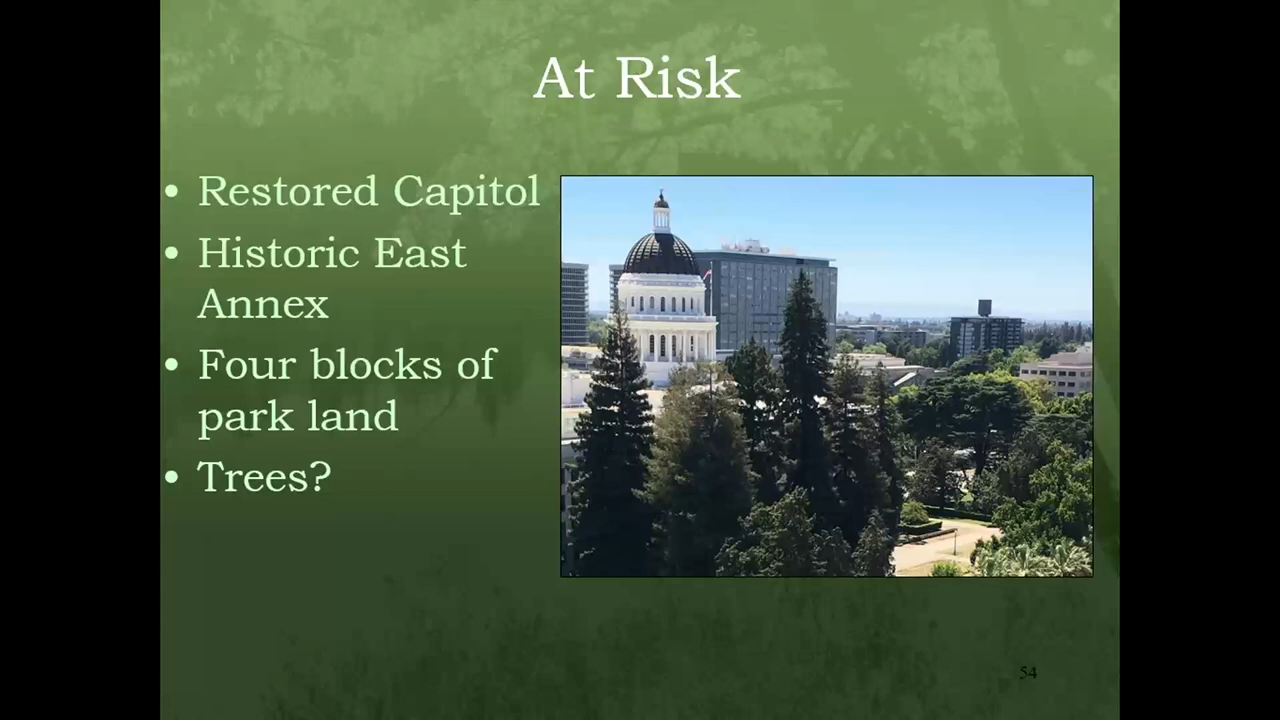 At Risk
• Restored Capitol
• Historic East
Annex
• Four blocks of
park land
• Trees?
54